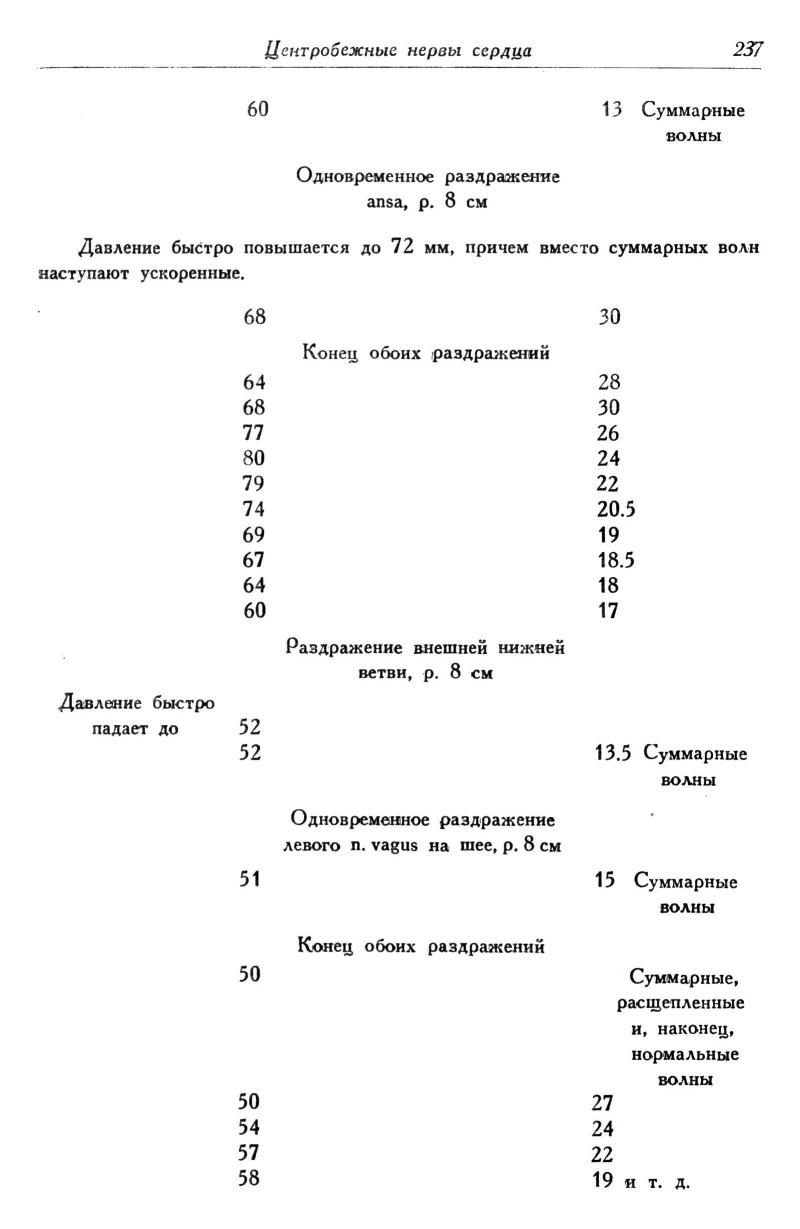 Центробежные нервы сердца 237
60 13 Суммарные
волны
Одновременное раздражение
ansa, р. 8 см
Давление быстро повышается до 72 мм, причем вместо суммарных волн
наступают ускоренные.
68 30
Конец обоих раздражений
64 28
68 30
77 26
80 24
79 22
74 20.5
69 19
67 18.5
64 18
60 17
Раздражение внешней нижней
ветви, р. 8 см
Давление быстро
падает до 52
52 13.5 Суммарные
волны
Одновременное раздражение
левого n. vagus на шее, р. 8 см
51 15 Суммарные
волны
Конец обоих раздражений
50 Суммарные,
расщепленные
и, наконец,
нормальные
волны
50 27
54 24
57 22
58 19 и т. д.